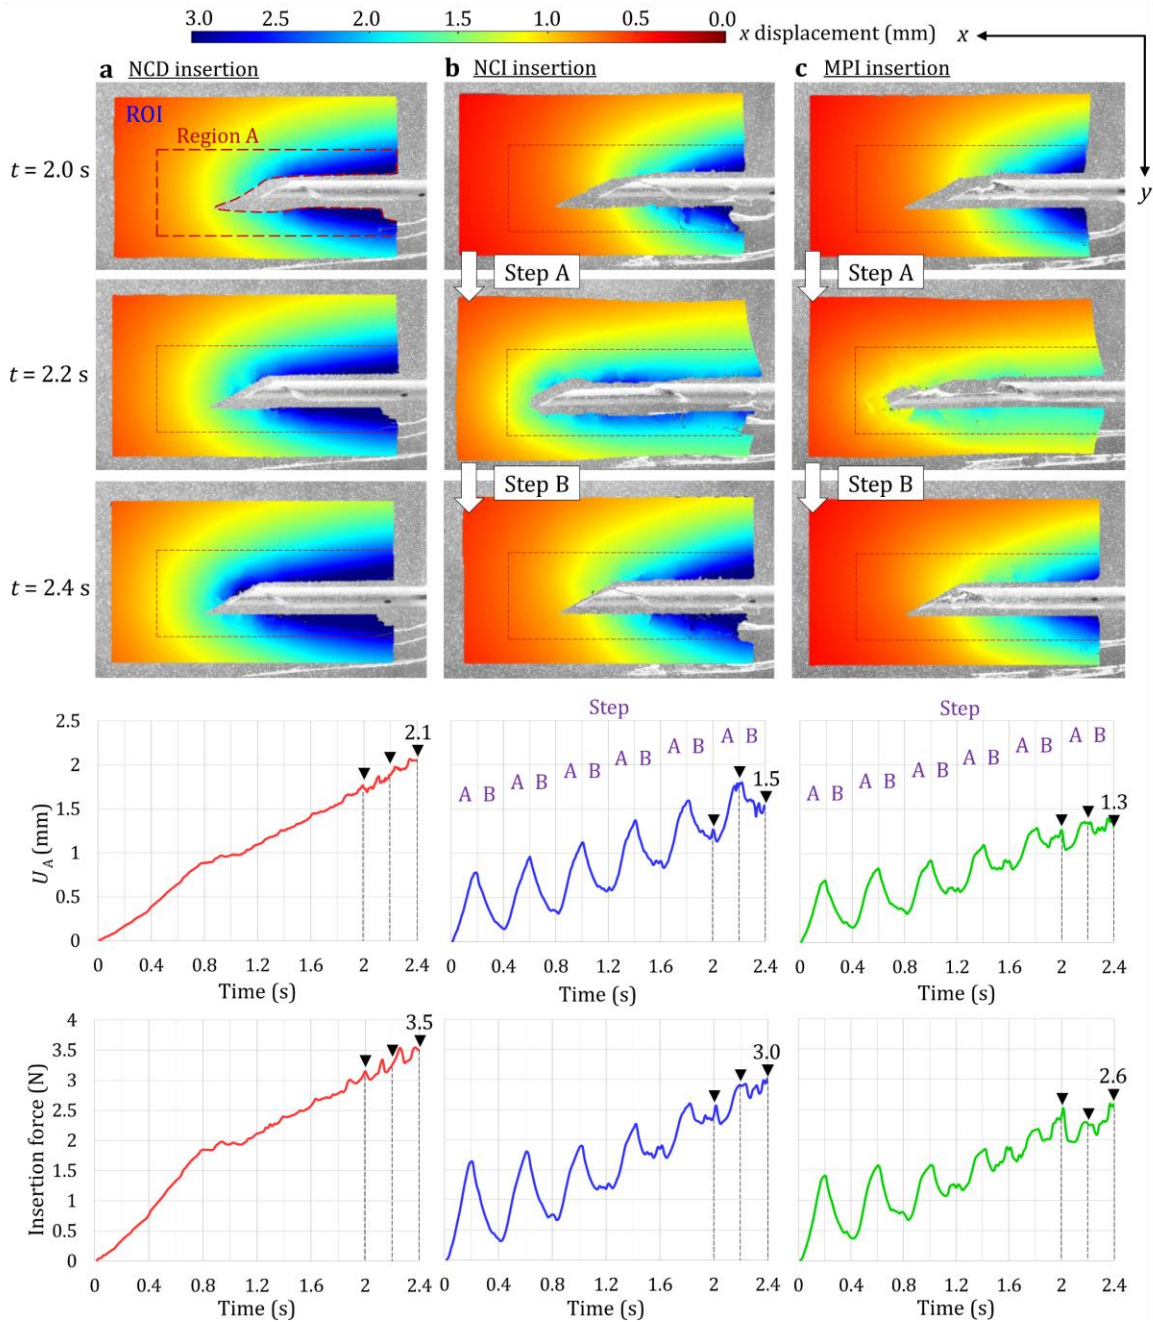 3.0 2.5 2.0 1.5 1.0 0.5 0.0
x displacement (mm)
x
y
a NCD insertion
b NCI insertion
c MPI insertion
ROI
Region A
t = 2.0 s
Step A
Step A
t = 2.2 s
Step B
Step B
t = 2.4 s
2.5
2
1.5
1
0.5
0
U_A (mm)
2.1
0 0.4 0.8 1.2 1.6 2 2.4
Time (s)
Step
A B A B A B A B A B A B
1.5
0 0.4 0.8 1.2 1.6 2 2.4
Time (s)
Step
A B A B A B A B A B A B
1.3
0 0.4 0.8 1.2 1.6 2 2.4
Time (s)
4
3.5
3
2.5
2
1.5
1
0.5
0
Insertion force (N)
3.5
0 0.4 0.8 1.2 1.6 2 2.4
Time (s)
3.0
0 0.4 0.8 1.2 1.6 2 2.4
Time (s)
2.6
0 0.4 0.8 1.2 1.6 2 2.4
Time (s)